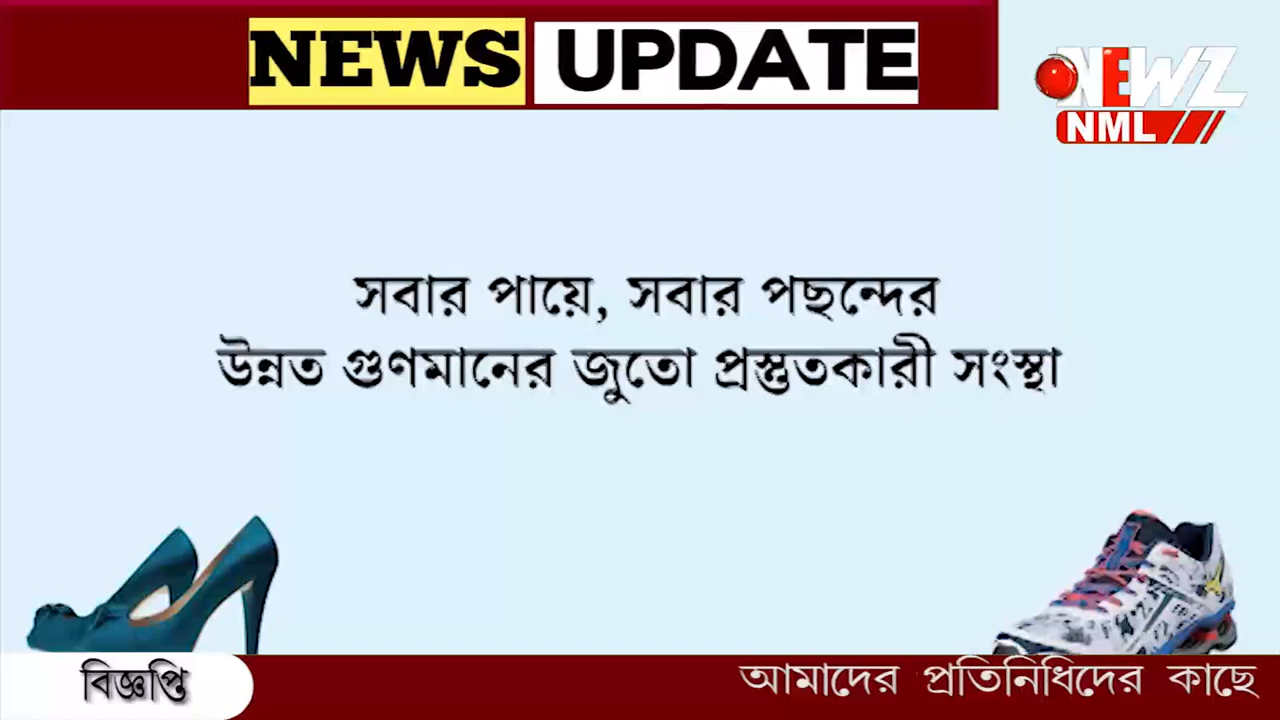 NEWS UPDATE
NEWZ
NML
সবার পায়ে, সবার পছন্দের
উন্নত গুণমানের জুতো প্রস্তুতকারী সংস্থা
বিজ্ঞপ্তি
আমাদের প্রতিনিধিদের কাছে